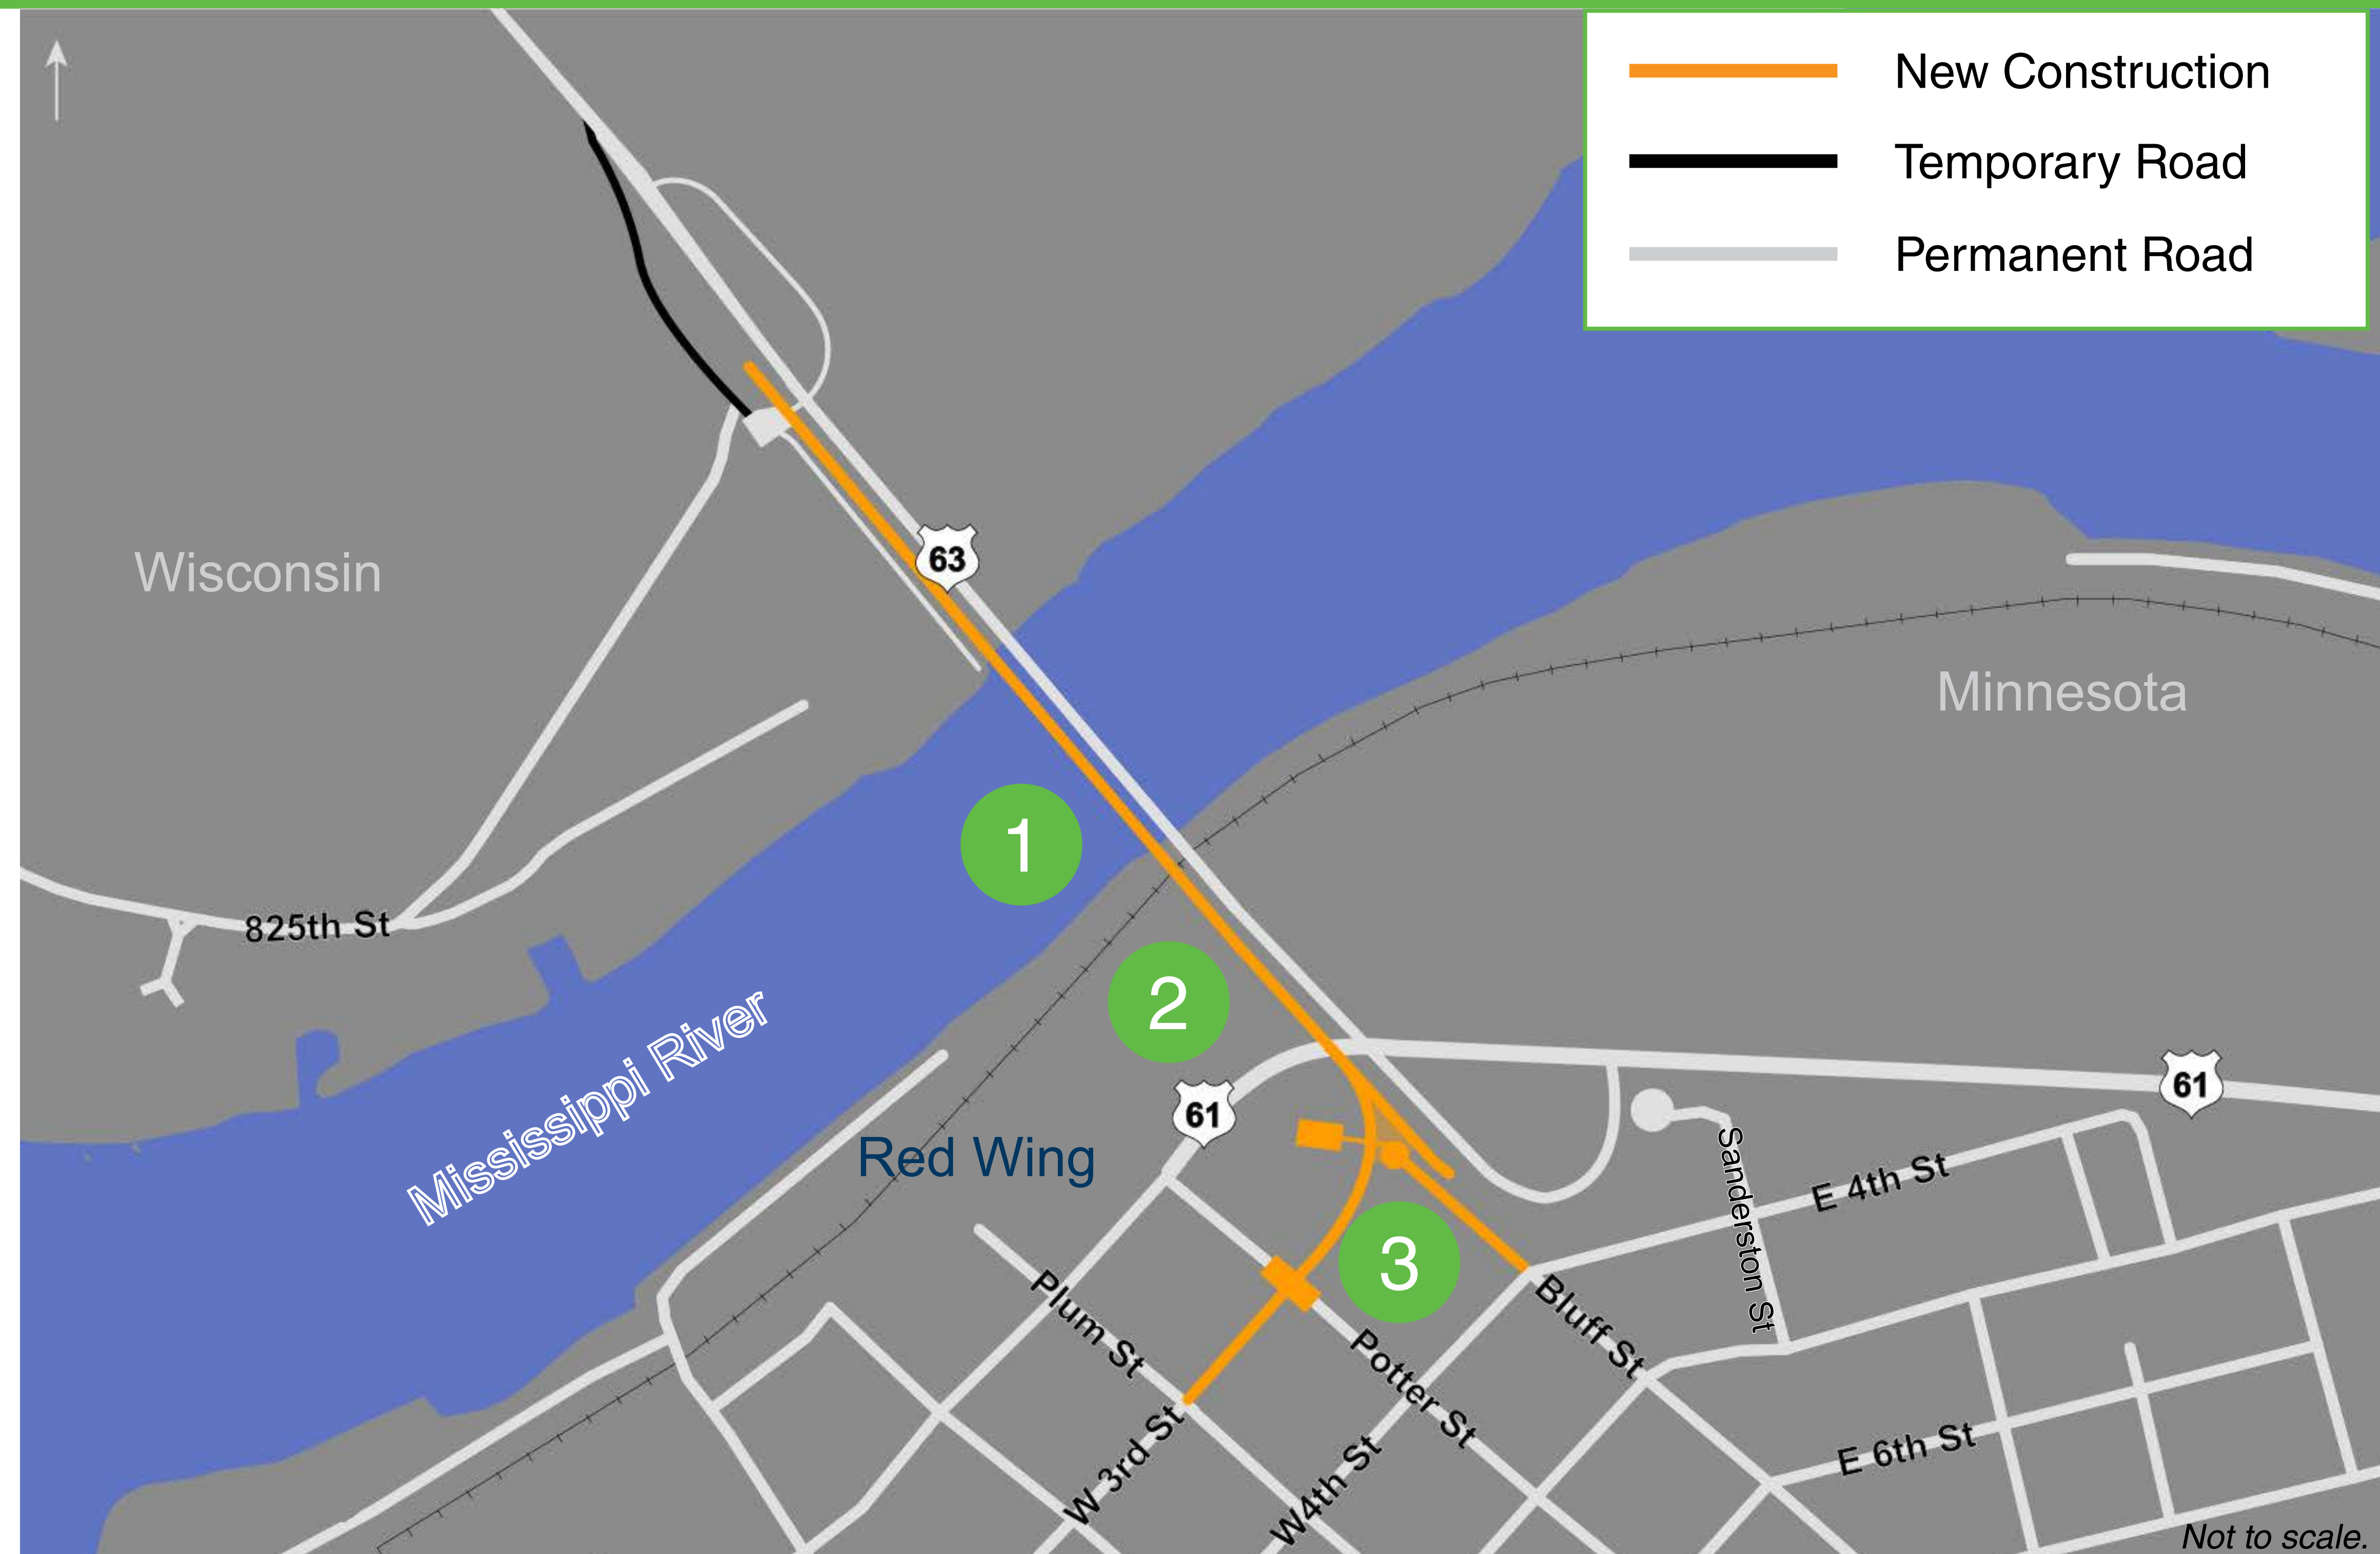 New Construction
Temporary Road
Permanent Road
63
Wisconsin
Minnesota
1
825th St
2
Mississippi River
61
61
Red Wing
Sanderston St
E 4th St
3
Plum St
Bluff St
Potter St
W 3rd St
W4th St
E 6th St
Not to scale.